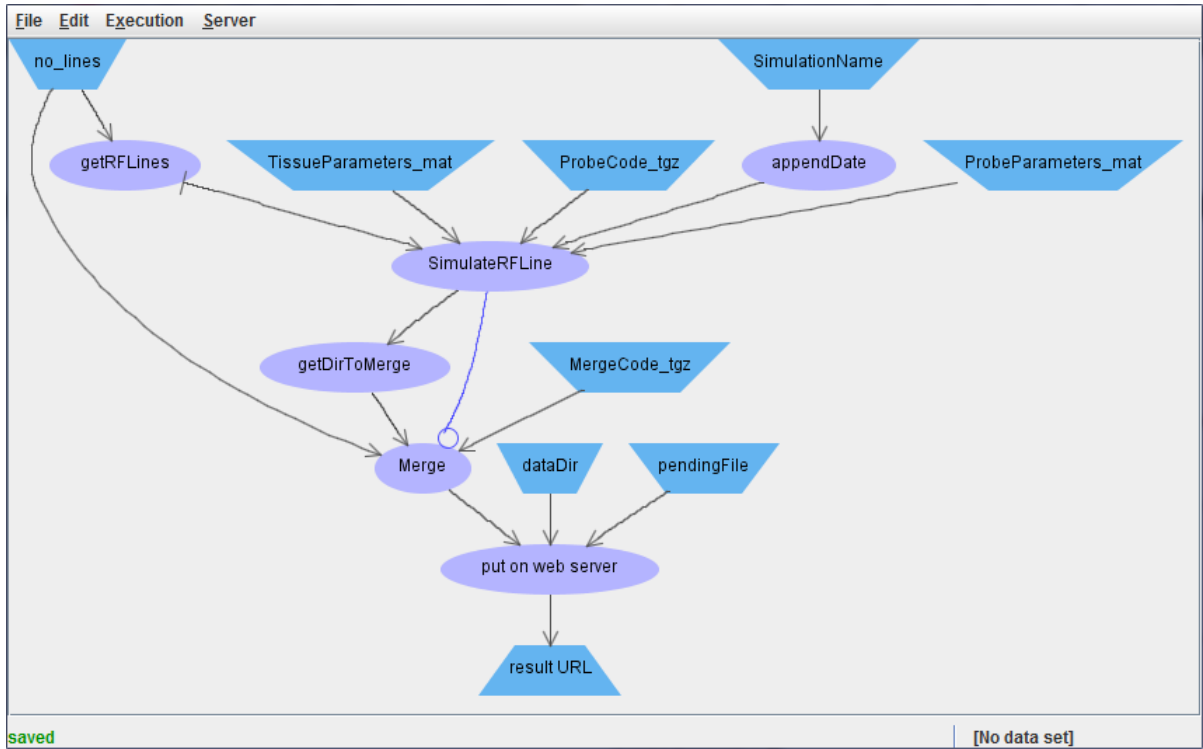 File Edit Execution Server
no_lines
SimulationName
getRFLines
TissueParameters_mat
ProbeCode_tgz
appendDate
ProbeParameters_mat
SimulateRFLine
getDirToMerge
MergeCode_tgz
Merge
dataDir
pendingFile
put on web server
result URL
saved
[No data set]